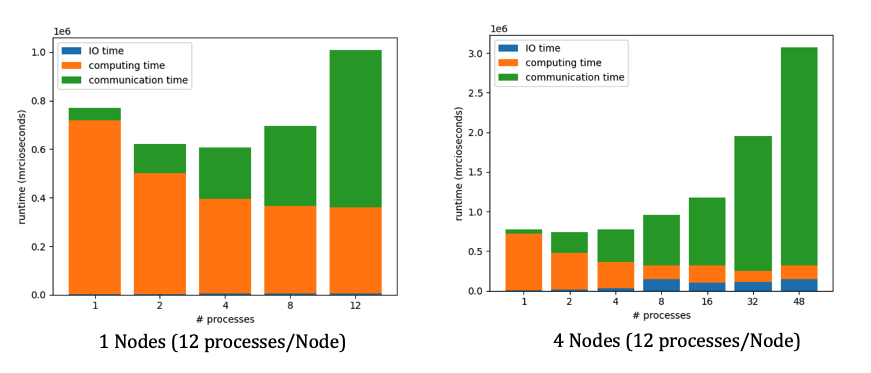 1e6
IO time
computing time
communication time
1.0
0.8
0.6
0.4
0.2
0.0
runtime (mrcioseconds)
1 2 4 8 12
# processes
1 Nodes (12 processes/Node)
1e6
IO time
computing time
communication time
3.0
2.5
2.0
1.5
1.0
0.5
0.0
runtime (mrcioseconds)
1 2 4 8 16 32 48
# processes
4 Nodes (12 processes/Node)